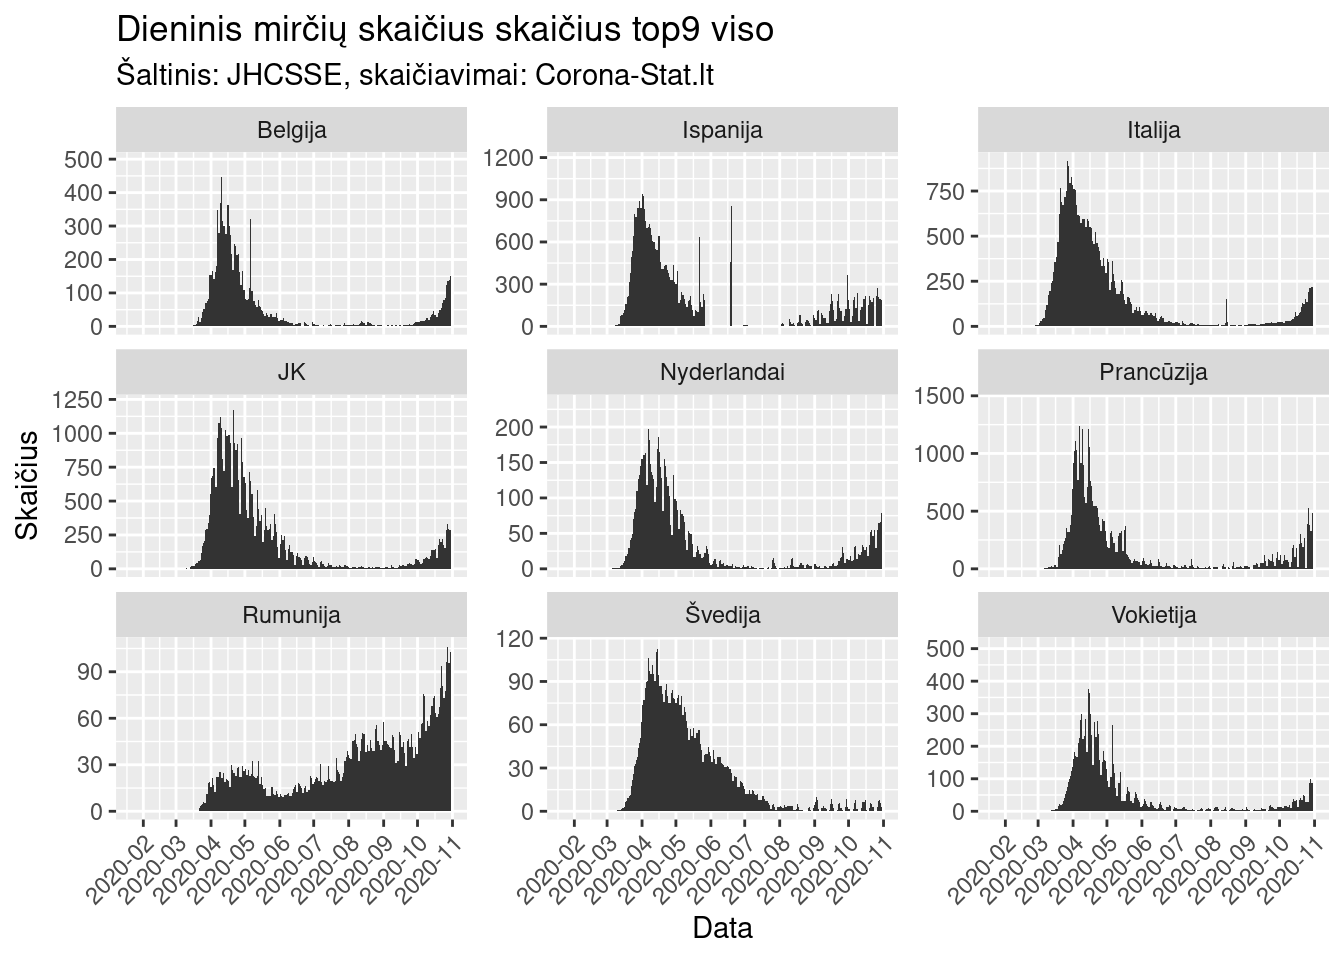 Dieninis mirčių skaičius skaičius top9 viso
Šaltinis: JHCSSE, skaičiavimai: Corona-Stat.lt
Belgija
500
400
300
200
100
0
Ispanija
1200
900
600
300
0
Italija
750
500
250
0
Skaičius
JK
1250
1000
750
500
250
0
Nyderlandai
200
150
100
50
0
Prancūzija
1500
1000
500
0
Rumunija
90
60
30
0
Švedija
120
90
60
30
0
Vokietija
500
400
300
200
100
0
2020-02 2020-03 2020-04 2020-05 2020-06 2020-07 2020-08 2020-09 2020-10 2020-11
2020-02 2020-03 2020-04 2020-05 2020-06 2020-07 2020-08 2020-09 2020-10 2020-11
2020-02 2020-03 2020-04 2020-05 2020-06 2020-07 2020-08 2020-09 2020-10 2020-11
Data